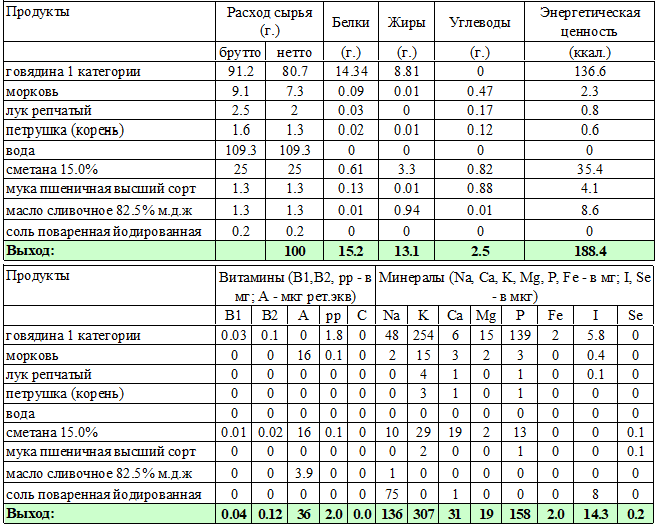 Продукты Расход сырья (г.) Белки Жиры Углеводы Энергетическая ценность
брутто нетто (г.) (г.) (г.) (ккал.)
говядина 1 категории 91.2 80.7 14.34 8.81 0 136.6
морковь 9.1 7.3 0.09 0.01 0.47 2.3
лук репчатый 2.5 2 0.03 0 0.17 0.8
петрушка (корень) 1.6 1.3 0.02 0.01 0.12 0.6
вода 109.3 109.3 0 0 0 0
сметана 15.0% 25 25 0.61 3.3 0.82 35.4
мука пшеничная высший сорт 1.3 1.3 0.13 0.01 0.88 4.1
масло сливочное 82.5% м.д.ж 1.3 1.3 0.01 0.94 0.01 8.6
соль поваренная йодированная 0.2 0.2 0 0 0 0
Выход: 100 15.2 13.1 2.5 188.4
Продукты Витамины (B1,B2, pp - в мг; A - мкг рет.экв) Минералы (Na, Ca, K, Mg, P, Fe - в мг; I, Se - в мкг)
B1 B2 A pp C Na K Ca Mg P Fe I Se
говядина 1 категории 0.03 0.1 0 1.8 0 48 254 6 15 139 2 5.8 0
морковь 0 0 16 0.1 0 2 15 3 2 3 0 0.4 0
лук репчатый 0 0 0 0 0 0 4 1 0 1 0 0.1 0
петрушка (корень) 0 0 0 0 0 0 3 1 0 1 0 0 0
вода 0 0 0 0 0 0 0 0 0 0 0 0 0
сметана 15.0% 0.01 0.02 16 0.1 0 10 29 19 2 13 0 0 0.1
мука пшеничная высший сорт 0 0 0 0 0 0 2 0 0 1 0 0 0.1
масло сливочное 82.5% м.д.ж 0 0 3.9 0 0 1 0 0 0 0 0 0 0
соль поваренная йодированная 0 0 0 0 0 75 0 1 0 0 0 8 0
Выход: 0.04 0.12 36 2.0 0.0 136 307 31 19 158 2.0 14.3 0.2